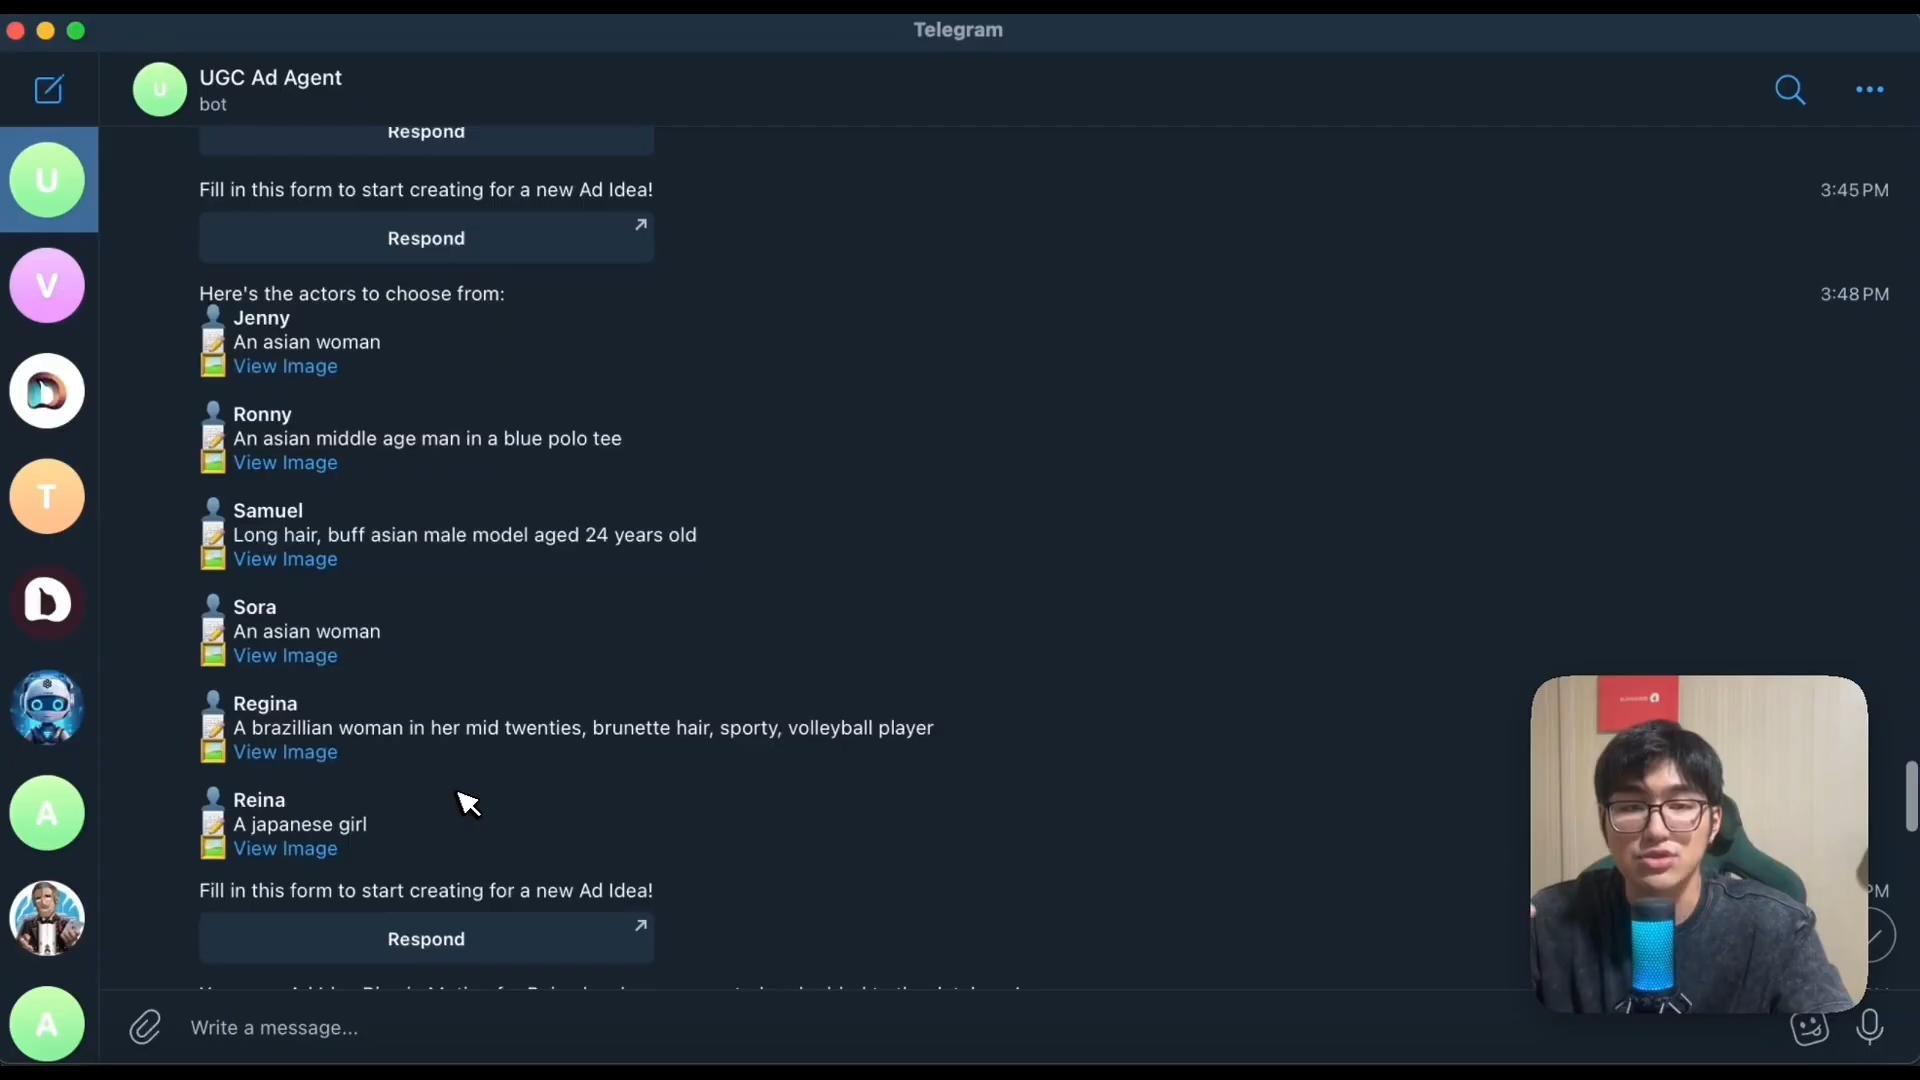 Telegram
U
UGC Ad Agent
bot
Respond
U
Fill in this form to start creating for a new Ad Idea!
3:45 PM
Respond
V
Here's the actors to choose from:
3:48 PM
Jenny
An asian woman
View Image
Ronny
An asian middle age man in a blue polo tee
View Image
T
Samuel
Long hair, buff asian male model aged 24 years old
View Image
Sora
An asian woman
View Image
Regina
A brazillian woman in her mid twenties, brunette hair, sporty, volleyball player
View Image
Reina
A japanese girl
View Image
A
Fill in this form to start creating for a new Ad Idea!
PM
Respond
A
Write a message...